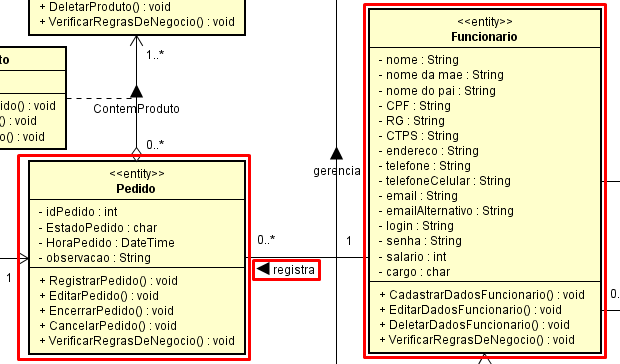 + DeletarProduto() : void
+ VerificarRegrasDeNegocio() : void
1..*
to
ido() : void
() : void
o() : void
ContemProduto
0..*
<<entity>>
Pedido
- idPedido : int
- EstadoPedido : char
- HoraPedido : DateTime
- observacao : String
+ RegistrarPedido() : void
+ EditarPedido() : void
+ EncerrarPedido() : void
+ CancelarPedido() : void
+ VerificarRegrasDeNegocio() : void
1
0..*
1
registra
gerencia
<<entity>>
Funcionario
- nome : String
- nome da mae : String
- nome do pai : String
- CPF : String
- RG : String
- CTPS : String
- endereco : String
- telefone : String
- telefoneCelular : String
- email : String
- emailAlternativo : String
- login : String
- senha : String
- salario : int
- cargo : char
+ CadastrarDadosFuncionario() : void
+ EditarDadosFuncionario() : void
+ DeletarDadosFuncionario() : void
+ VerificarRegrasDeNegocio() : void
0.